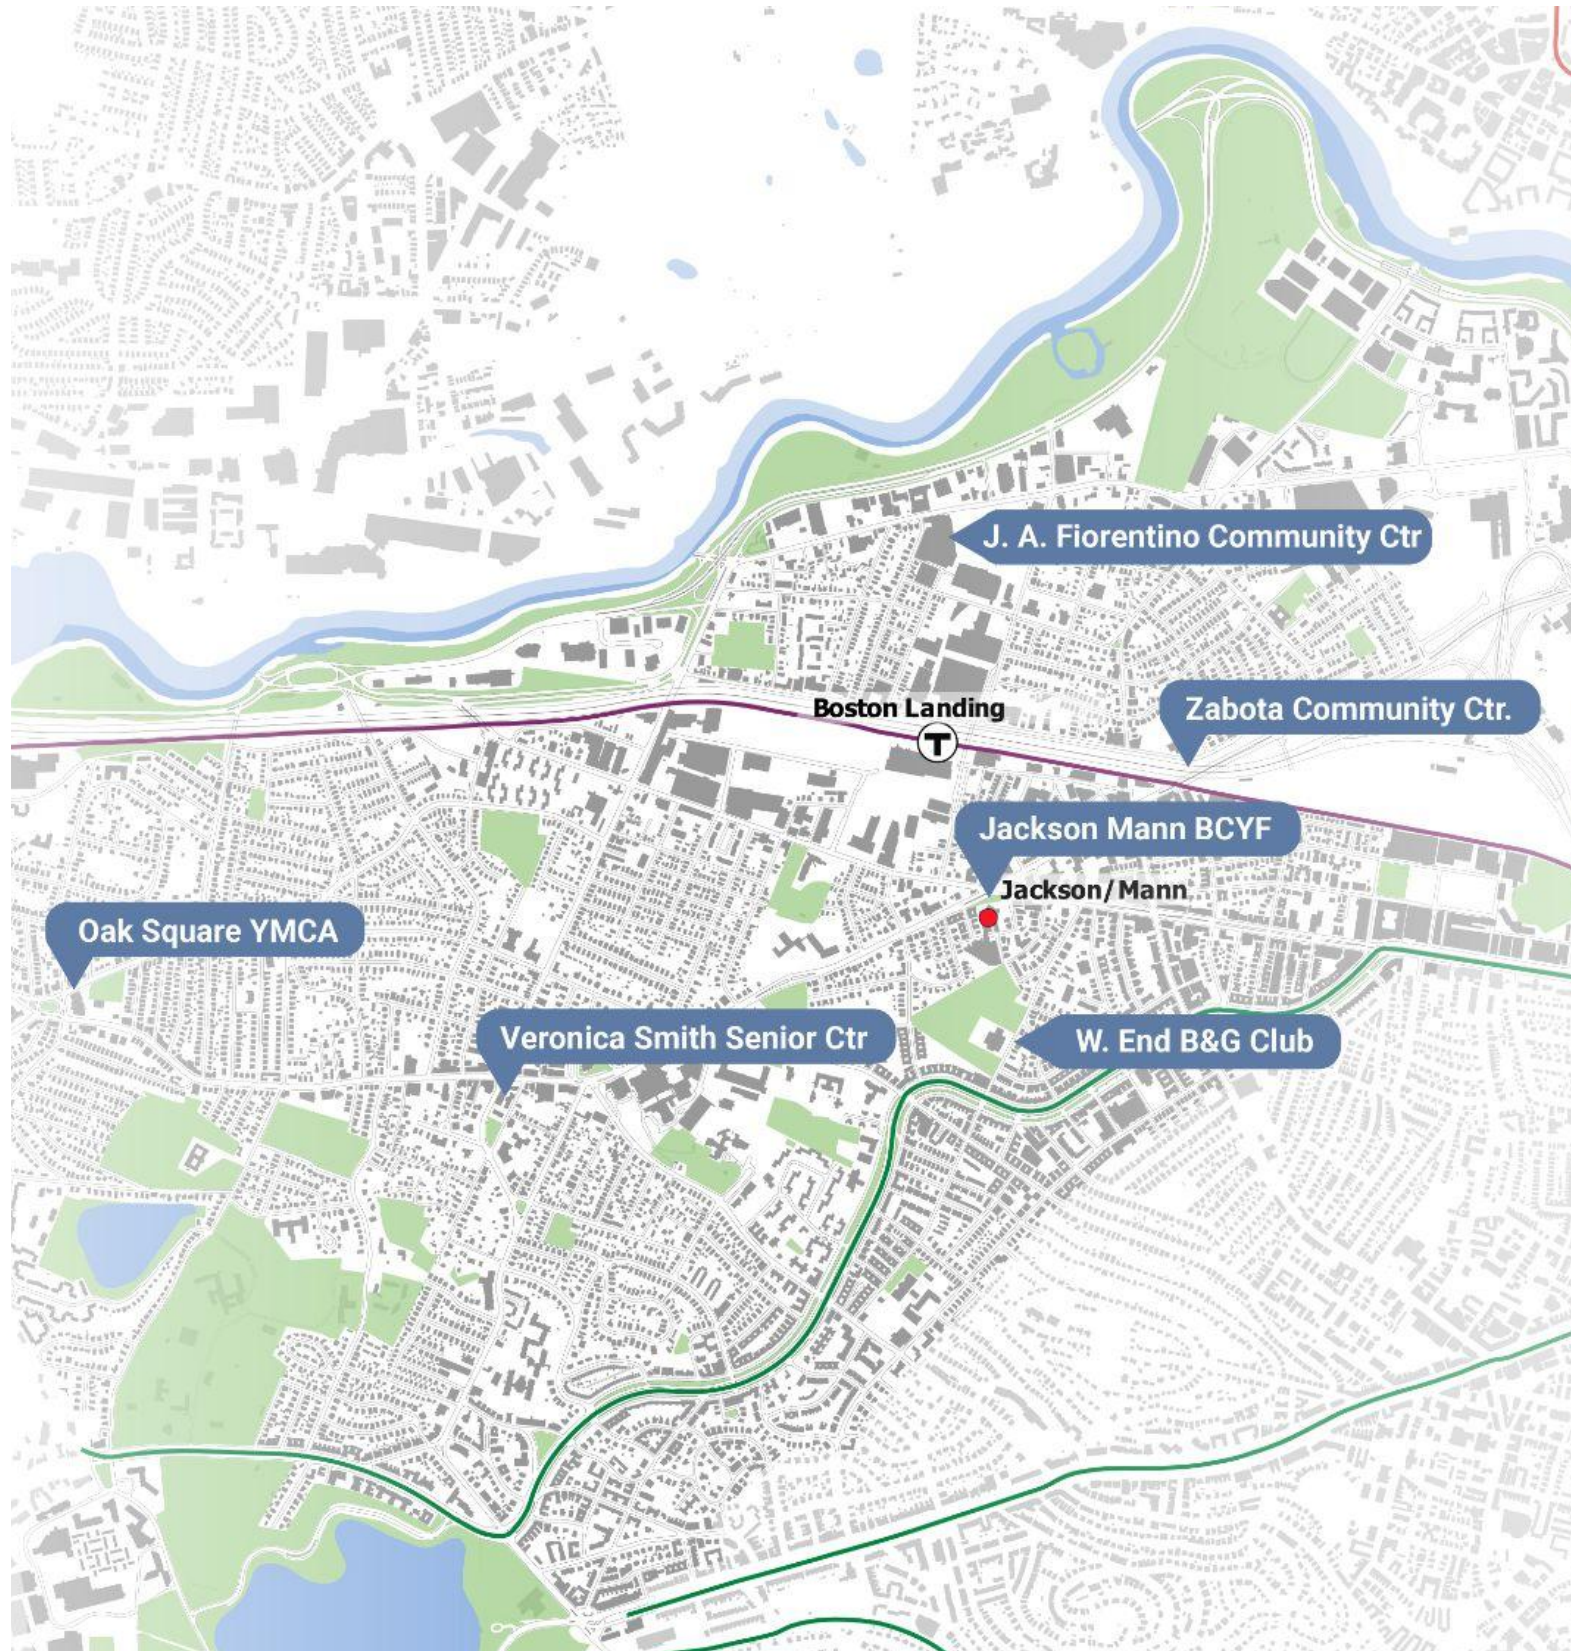 J. A. Fiorentino Community Ctr
Boston Landing
T
Zabota Community Ctr.
Jackson Mann BCYF
Jackson/Mann
Oak Square YMCA
Veronica Smith Senior Ctr
W. End B&G Club